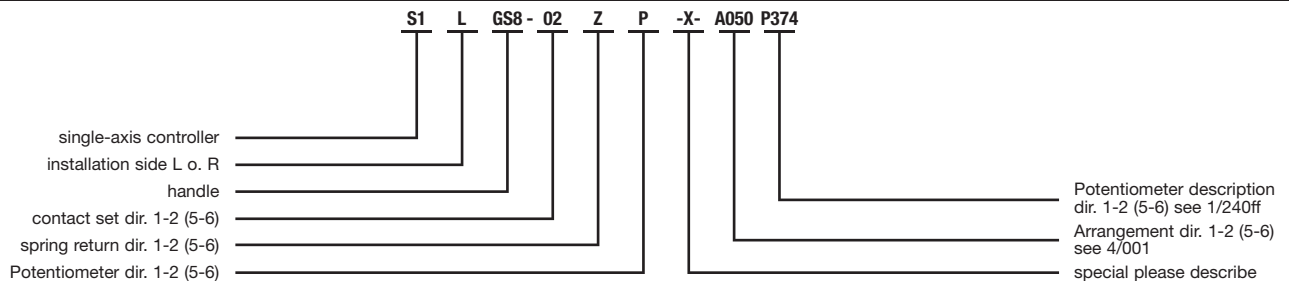 S1 L GS8 - 02 Z P -X- A050 P374
single-axis controller
installation side L o. R
handle
contact set dir. 1-2 (5-6)
spring return dir. 1-2 (5-6)
Potentiometer dir. 1-2 (5-6)
Potentiometer description
dir. 1-2 (5-6) see 1/240ff
Arrangement dir. 1-2 (5-6)
see 4/001
special please describe